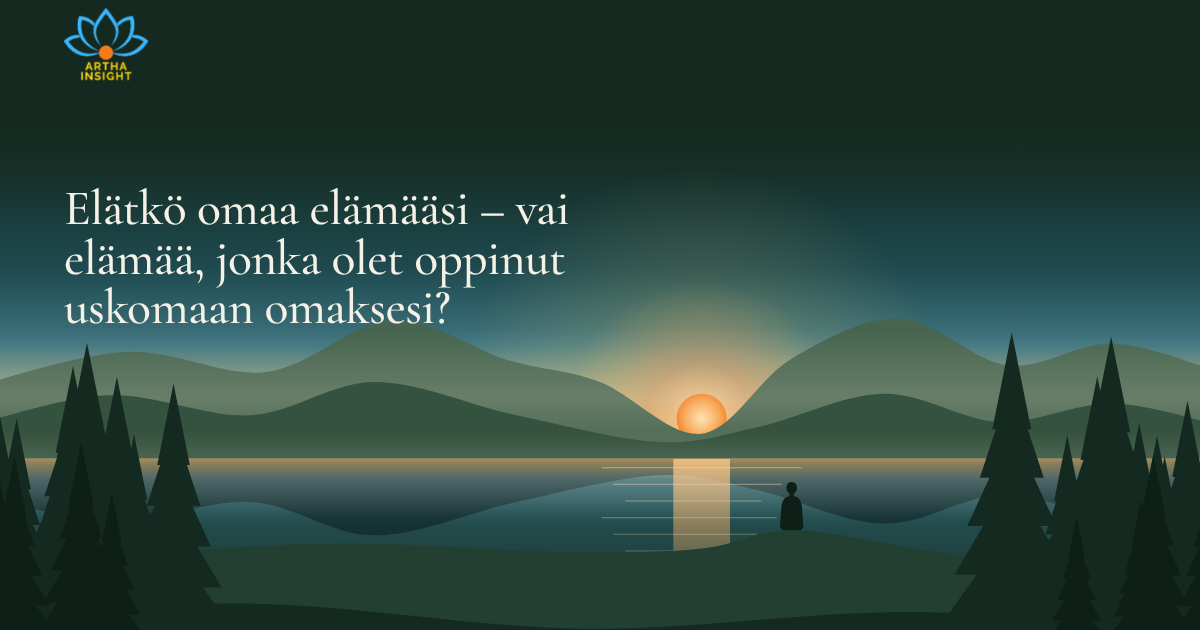 ARTHA
INSIGHT
Elätkö omaa elämääsi – vai
elämää, jonka olet oppinut
uskomaan omaksesi?